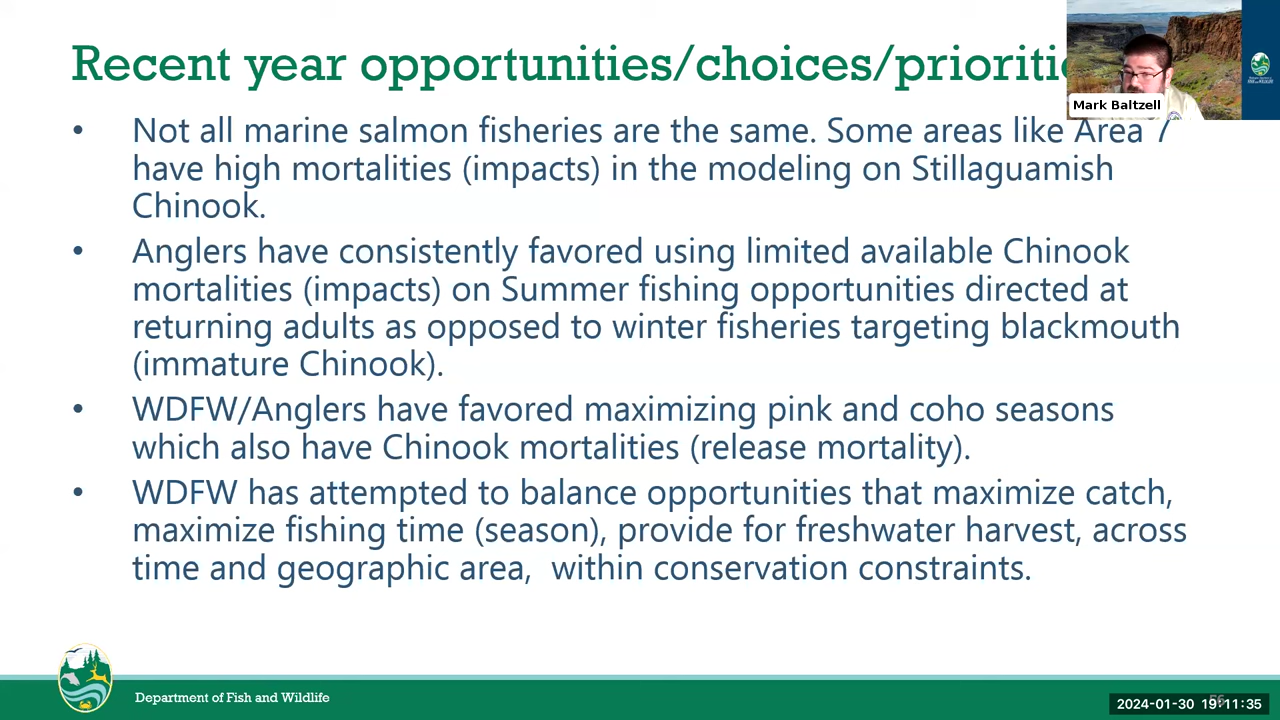 Recent year opportunities/choices/prioriti
Mark Baltzell
• Not all marine salmon fisheries are the same. Some areas like Area 7
have high mortalities (impacts) in the modeling on Stillaguamish
Chinook.
• Anglers have consistently favored using limited available Chinook
mortalities (impacts) on Summer fishing opportunities directed at
returning adults as opposed to winter fisheries targeting blackmouth
(immature Chinook).
• WDFW/Anglers have favored maximizing pink and coho seasons
which also have Chinook mortalities (release mortality).
• WDFW has attempted to balance opportunities that maximize catch,
maximize fishing time (season), provide for freshwater harvest, across
time and geographic area,  within conservation constraints.
Department of Fish and Wildlife
2024-01-30 19:11:35